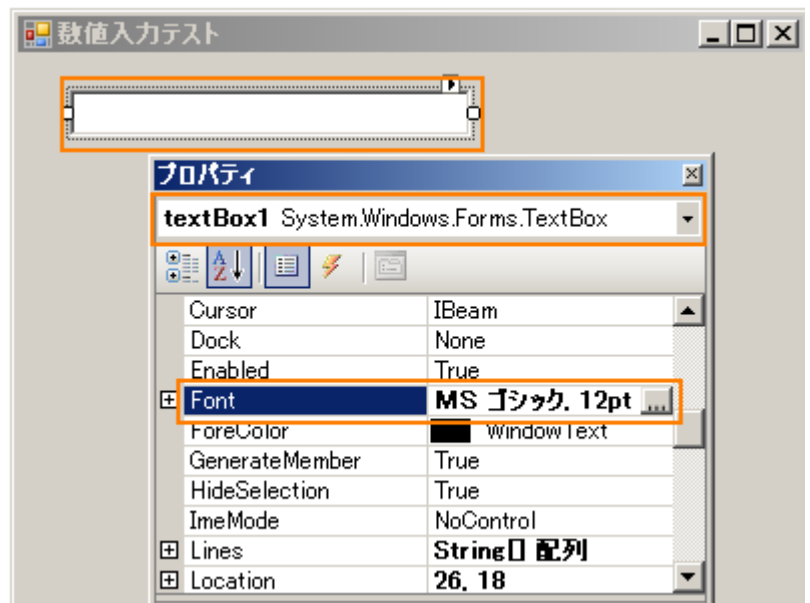 数値入力テスト
プロパティ
textBox1 System.Windows.Forms.TextBox
Cursor IBeam
Dock None
Enabled True
Font MS ゴシック, 12pt ...
ForeColor WindowText
GenerateMember True
HideSelection True
ImeMode NoControl
Lines String[] 配列
Location 26, 18